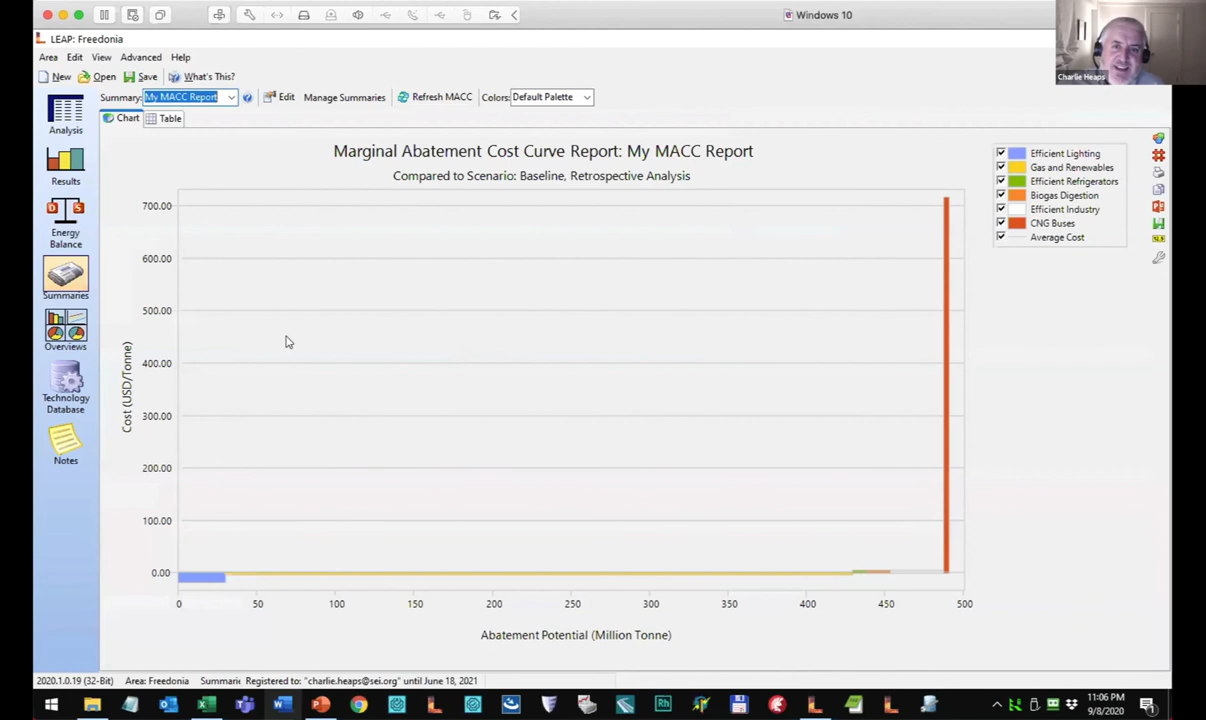 Windows 10
Charlie Heaps
LEAP: Freedonia
Area Edit View Advanced Help
New Open Save What's This?
Summary: My MACC Report Edit Manage Summaries Refresh MACC Colors: Default Palette
Chart Table
Analysis
Results
Energy
Balance
Summaries
Overviews
Technology
Database
Notes
Marginal Abatement Cost Curve Report: My MACC Report
Compared to Scenario: Baseline, Retrospective Analysis
Efficient Lighting
Gas and Renewables
Efficient Refrigerators
Biogas Digestion
Efficient Industry
CNG Buses
Average Cost
Cost (USD/Tonne)
700.00
600.00
500.00
400.00
300.00
200.00
100.00
0.00
0 50 100 150 200 250 300 350 400 450 500
Abatement Potential (Million Tonne)
2020.1.0.19 (32-Bit) Area: Freedonia Summarie Registered to: "charlie.heaps@sei.org" until June 18, 2021
11:06 PM
9/8/2020